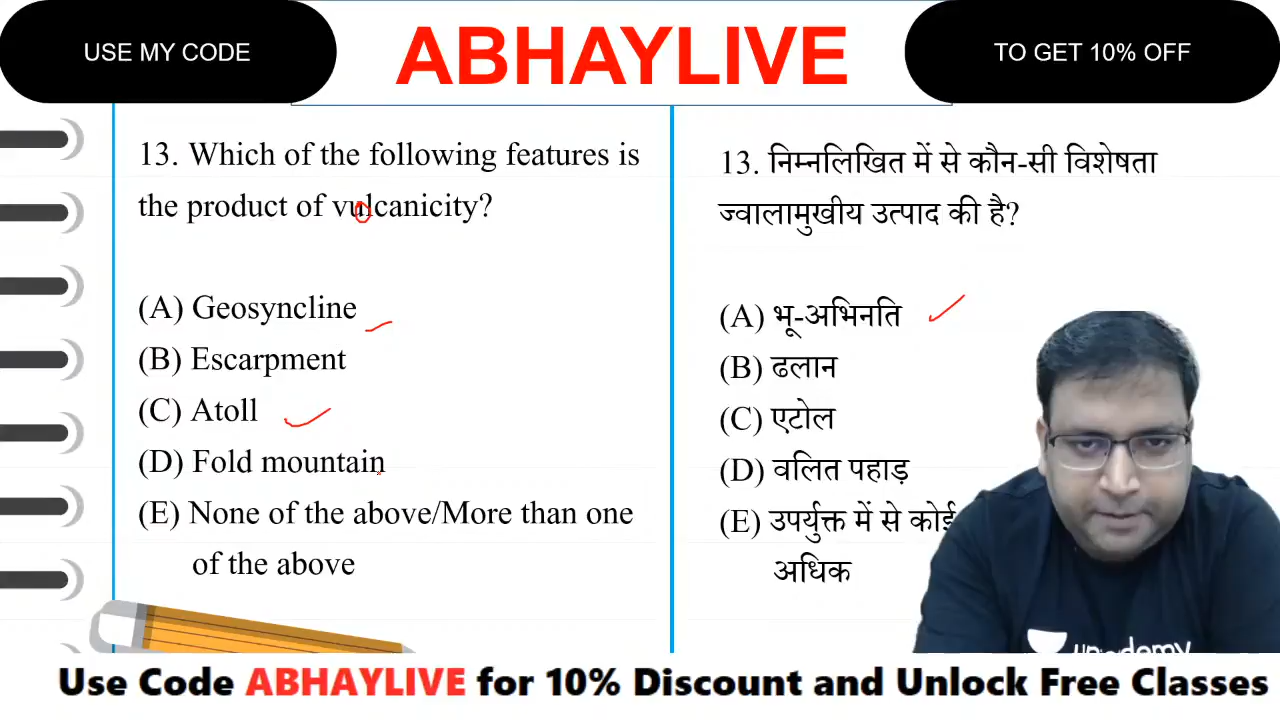 USE MY CODE
ABHAYLIVE
TO GET 10% OFF
13. Which of the following features is
the product of vulcanicity?
(A) Geosyncline
(B) Escarpment
(C) Atoll
(D) Fold mountain
(E) None of the above/More than one
of the above
13. निम्नलिखित में से कौन-सी विशेषता
ज्वालामुखीय उत्पाद की है?
(A) भू-अभिनति
(B) ढलान
(C) एटोल
(D) वलित पहाड़
(E) उपर्युक्त में से कोई
अधिक
unacademy
Use Code ABHAYLIVE for 10% Discount and Unlock Free Classes